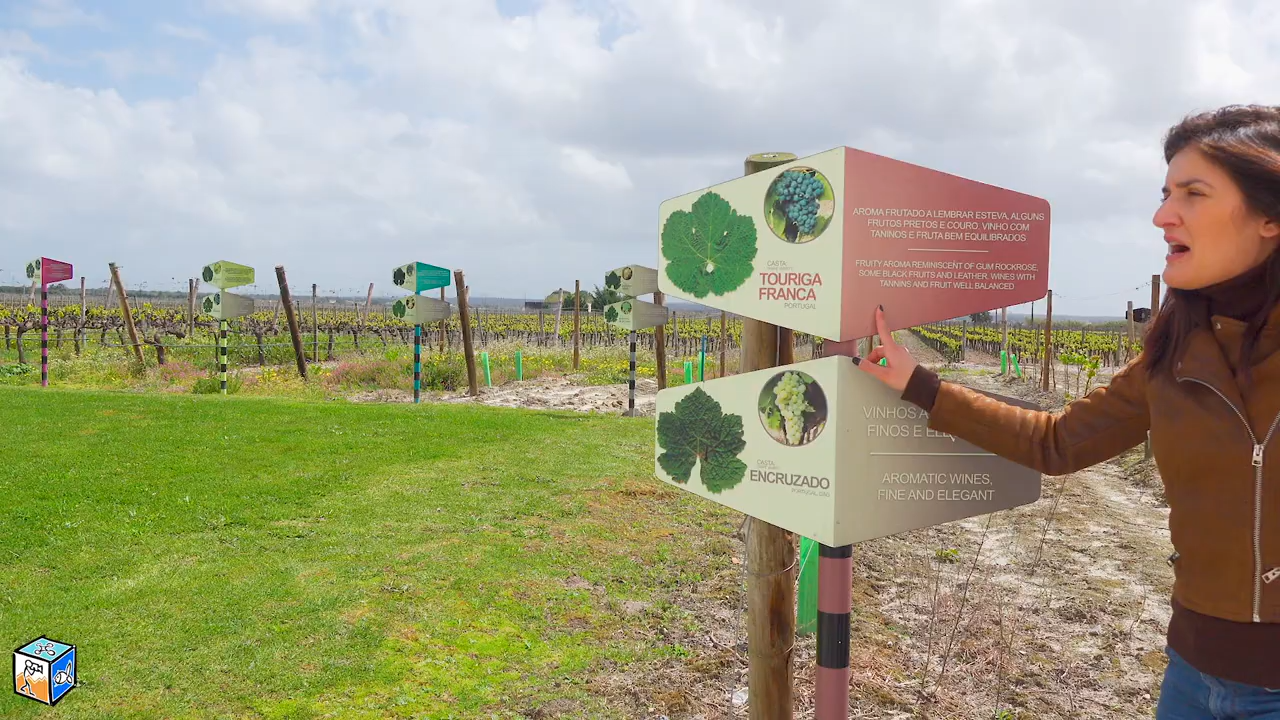 CASTA
TOURIGA
FRANCA
PORTUGAL
AROMA FRUTADO A LEMBRAR ESTEVA, ALGUNS
FRUTOS PRETOS E COURO. VINHO COM
TANINOS E FRUTA BEM EQUILIBRADOS
FRUITY AROMA REMINISCENT OF GUM ROCKROSE,
SOME BLACK FRUITS AND LEATHER. WINES WITH
TANNINS AND FRUIT WELL BALANCED
CASTA
ENCRUZADO
PORTUGAL, DÃO
VINHOS
FINOS E
AROMATIC WINES,
FINE AND ELEGANT